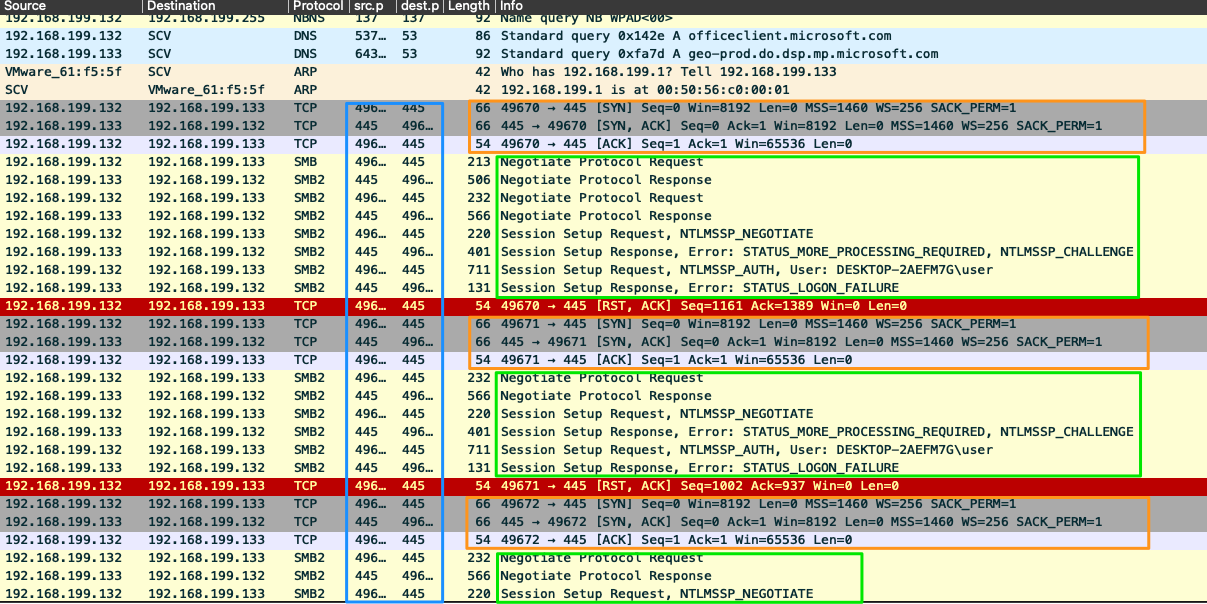 Source Destination Protocol src.p dest.p Length Info
192.168.199.132 192.168.199.255 NBNS 137 137 92 Name query NB WPAD<00>
192.168.199.132 SCV DNS 537… 53 86 Standard query 0x142e A officeclient.microsoft.com
192.168.199.132 SCV DNS 643… 53 92 Standard query 0xfa7d A geo-prod.do.dsp.mp.microsoft.com
VMware_61:f5:5f SCV ARP 42 Who has 192.168.199.1? Tell 192.168.199.133
SCV VMware_61:f5:5f ARP 42 192.168.199.1 is at 00:50:56:c0:00:01
192.168.199.132 192.168.199.133 TCP 496… 445 66 49670 → 445 [SYN] Seq=0 Win=8192 Len=0 MSS=1460 WS=256 SACK_PERM=1
192.168.199.133 192.168.199.132 TCP 445 496… 66 445 → 49670 [SYN, ACK] Seq=0 Ack=1 Win=8192 Len=0 MSS=1460 WS=256 SACK_PERM=1
192.168.199.132 192.168.199.133 TCP 496… 445 54 49670 → 445 [ACK] Seq=1 Ack=1 Win=65536 Len=0
192.168.199.132 192.168.199.133 SMB 496… 445 213 Negotiate Protocol Request
192.168.199.133 192.168.199.132 SMB2 445 496… 506 Negotiate Protocol Response
192.168.199.132 192.168.199.133 SMB2 496… 445 232 Negotiate Protocol Request
192.168.199.133 192.168.199.132 SMB2 445 496… 566 Negotiate Protocol Response
192.168.199.132 192.168.199.133 SMB2 496… 445 220 Session Setup Request, NTLMSSP_NEGOTIATE
192.168.199.133 192.168.199.132 SMB2 445 496… 401 Session Setup Response, Error: STATUS_MORE_PROCESSING_REQUIRED, NTLMSSP_CHALLENGE
192.168.199.132 192.168.199.133 SMB2 496… 445 711 Session Setup Request, NTLMSSP_AUTH, User: DESKTOP-2AEFM7G\user
192.168.199.133 192.168.199.132 SMB2 445 496… 131 Session Setup Response, Error: STATUS_LOGON_FAILURE
192.168.199.132 192.168.199.133 TCP 496… 445 54 49670 → 445 [RST, ACK] Seq=1161 Ack=1389 Win=0 Len=0
192.168.199.132 192.168.199.133 TCP 496… 445 66 49671 → 445 [SYN] Seq=0 Win=8192 Len=0 MSS=1460 WS=256 SACK_PERM=1
192.168.199.133 192.168.199.132 TCP 445 496… 66 445 → 49671 [SYN, ACK] Seq=0 Ack=1 Win=8192 Len=0 MSS=1460 WS=256 SACK_PERM=1
192.168.199.132 192.168.199.133 TCP 496… 445 54 49671 → 445 [ACK] Seq=1 Ack=1 Win=65536 Len=0
192.168.199.132 192.168.199.133 SMB2 496… 445 232 Negotiate Protocol Request
192.168.199.133 192.168.199.132 SMB2 445 496… 566 Negotiate Protocol Response
192.168.199.132 192.168.199.133 SMB2 496… 445 220 Session Setup Request, NTLMSSP_NEGOTIATE
192.168.199.133 192.168.199.132 SMB2 445 496… 401 Session Setup Response, Error: STATUS_MORE_PROCESSING_REQUIRED, NTLMSSP_CHALLENGE
192.168.199.132 192.168.199.133 SMB2 496… 445 711 Session Setup Request, NTLMSSP_AUTH, User: DESKTOP-2AEFM7G\user
192.168.199.133 192.168.199.132 SMB2 445 496… 131 Session Setup Response, Error: STATUS_LOGON_FAILURE
192.168.199.132 192.168.199.133 TCP 496… 445 54 49671 → 445 [RST, ACK] Seq=1002 Ack=937 Win=0 Len=0
192.168.199.132 192.168.199.133 TCP 496… 445 66 49672 → 445 [SYN] Seq=0 Win=8192 Len=0 MSS=1460 WS=256 SACK_PERM=1
192.168.199.133 192.168.199.132 TCP 445 496… 66 445 → 49672 [SYN, ACK] Seq=0 Ack=1 Win=8192 Len=0 MSS=1460 WS=256 SACK_PERM=1
192.168.199.132 192.168.199.133 TCP 496… 445 54 49672 → 445 [ACK] Seq=1 Ack=1 Win=65536 Len=0
192.168.199.132 192.168.199.133 SMB2 496… 445 232 Negotiate Protocol Request
192.168.199.133 192.168.199.132 SMB2 445 496… 566 Negotiate Protocol Response
192.168.199.132 192.168.199.133 SMB2 496… 445 220 Session Setup Request, NTLMSSP_NEGOTIATE